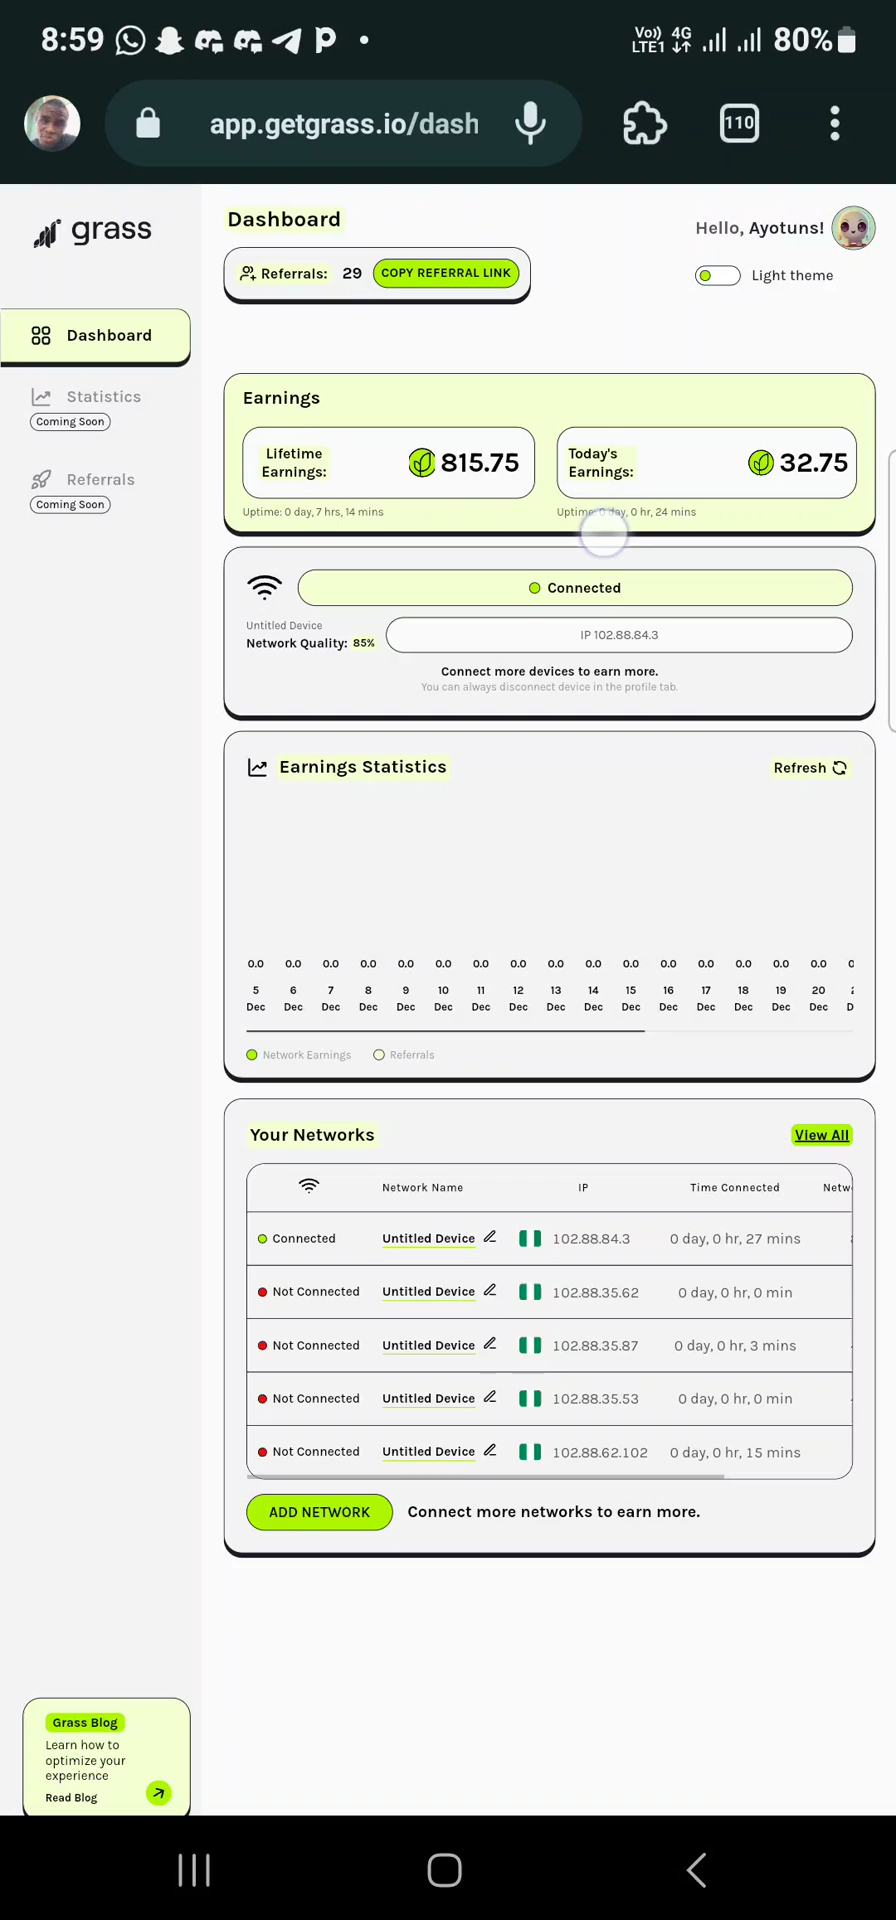 8:59
Vo)) LTE1 4G 80%
app.getgrass.io/dash
110
grass
Dashboard
Hello, Ayotuns!
Referrals: 29 COPY REFERRAL LINK
Light theme
Dashboard
Statistics
Coming Soon
Referrals
Coming Soon
Earnings
Lifetime Earnings: 815.75
Today's Earnings: 32.75
Uptime: 0 day, 7 hrs, 14 mins
Uptime: 0 day, 0 hr, 24 mins
Connected
Untitled Device
Network Quality: 85%
IP 102.88.84.3
Connect more devices to earn more.
You can always disconnect device in the profile tab.
Earnings Statistics
Refresh
0.0 0.0 0.0 0.0 0.0 0.0 0.0 0.0 0.0 0.0 0.0 0.0 0.0 0.0 0.0 0.0
5 6 7 8 9 10 11 12 13 14 15 16 17 18 19 20
Dec Dec Dec Dec Dec Dec Dec Dec Dec Dec Dec Dec Dec Dec Dec Dec
Network Earnings Referrals
Your Networks
View All
Network Name IP Time Connected Netw
Connected Untitled Device 102.88.84.3 0 day, 0 hr, 27 mins
Not Connected Untitled Device 102.88.35.62 0 day, 0 hr, 0 min
Not Connected Untitled Device 102.88.35.87 0 day, 0 hr, 3 mins
Not Connected Untitled Device 102.88.35.53 0 day, 0 hr, 0 min
Not Connected Untitled Device 102.88.62.102 0 day, 0 hr, 15 mins
ADD NETWORK
Connect more networks to earn more.
Grass Blog
Learn how to
optimize your
experience
Read Blog